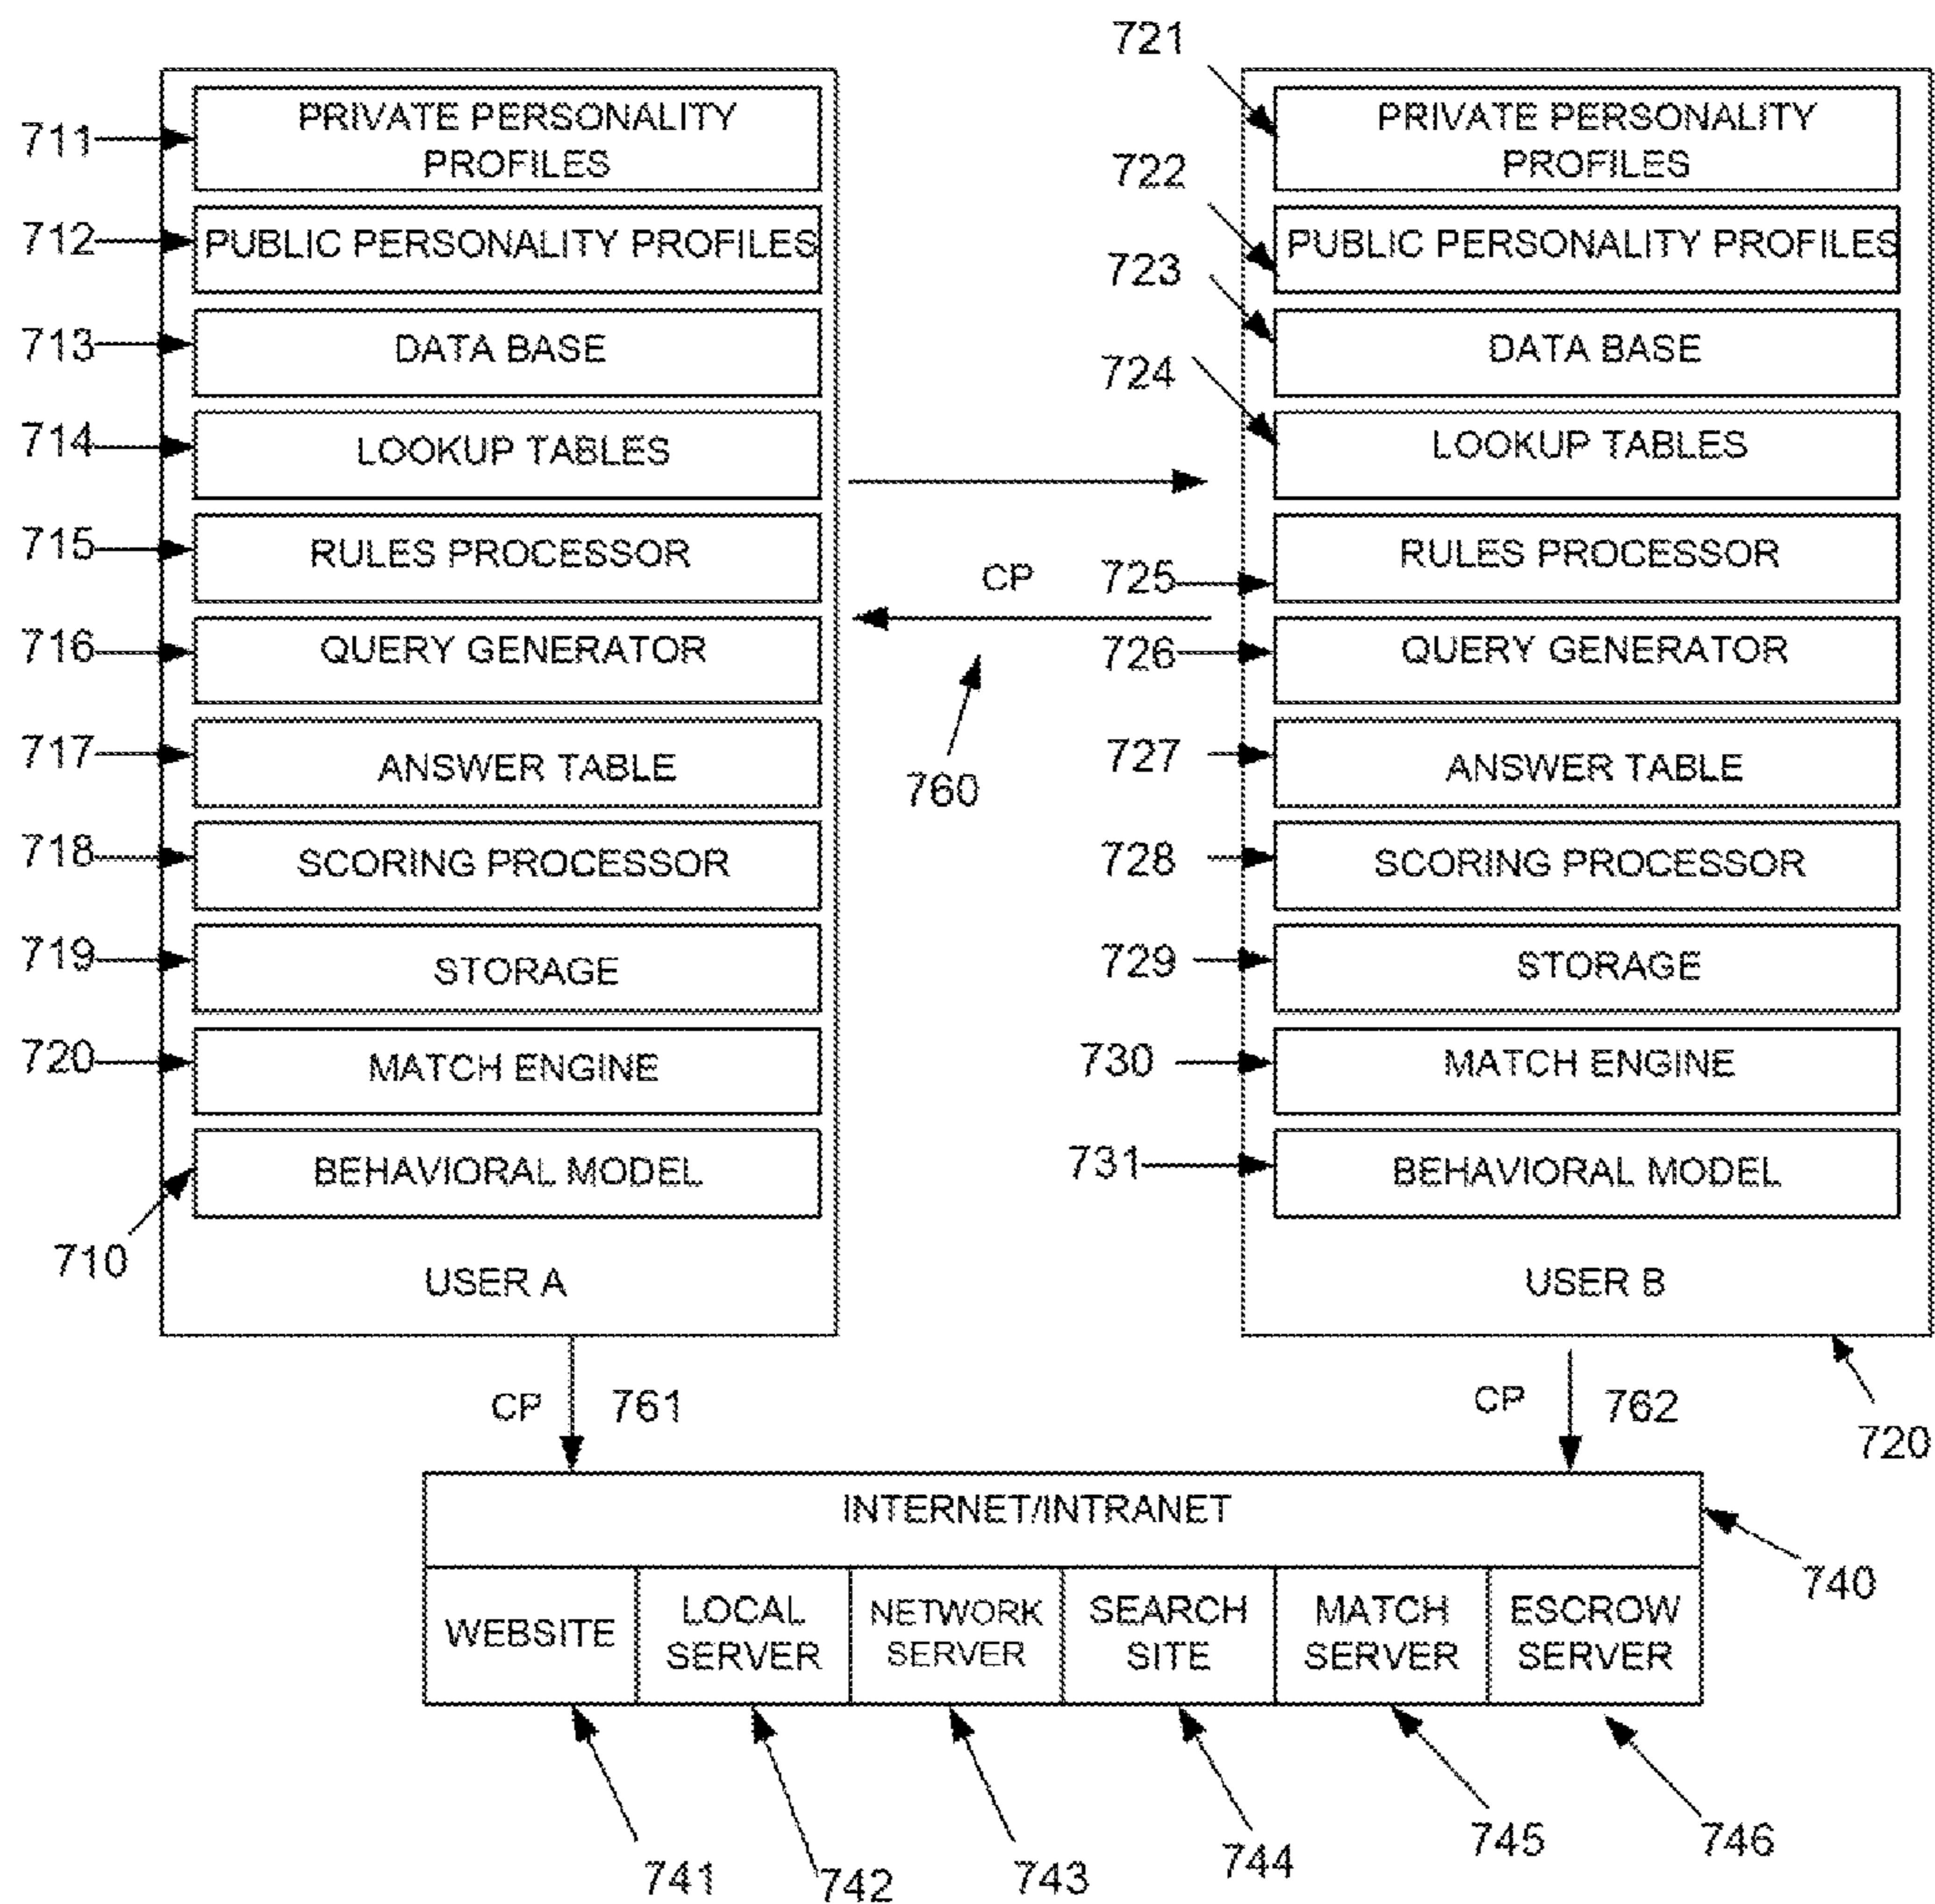 721
711
PRIVATE PERSONALITY
PROFILES
PRIVATE PERSONALITY
PROFILES
722
712
PUBLIC PERSONALITY PROFILES
PUBLIC PERSONALITY PROFILES
723
713
DATA BASE
DATA BASE
724
714
LOOKUP TABLES
LOOKUP TABLES
715
RULES PROCESSOR
CP
725
RULES PROCESSOR
716
QUERY GENERATOR
726
QUERY GENERATOR
717
ANSWER TABLE
760
727
ANSWER TABLE
718
SCORING PROCESSOR
728
SCORING PROCESSOR
719
STORAGE
729
STORAGE
720
MATCH ENGINE
730
MATCH ENGINE
BEHAVIORAL MODEL
731
BEHAVIORAL MODEL
710
USER A
USER B
CP
761
CP
762
720
INTERNET/INTRANET
740
WEBSITE
LOCAL
SERVER
NETWORK
SERVER
SEARCH
SITE
MATCH
SERVER
ESCROW
SERVER
741
742
743
744
745
746